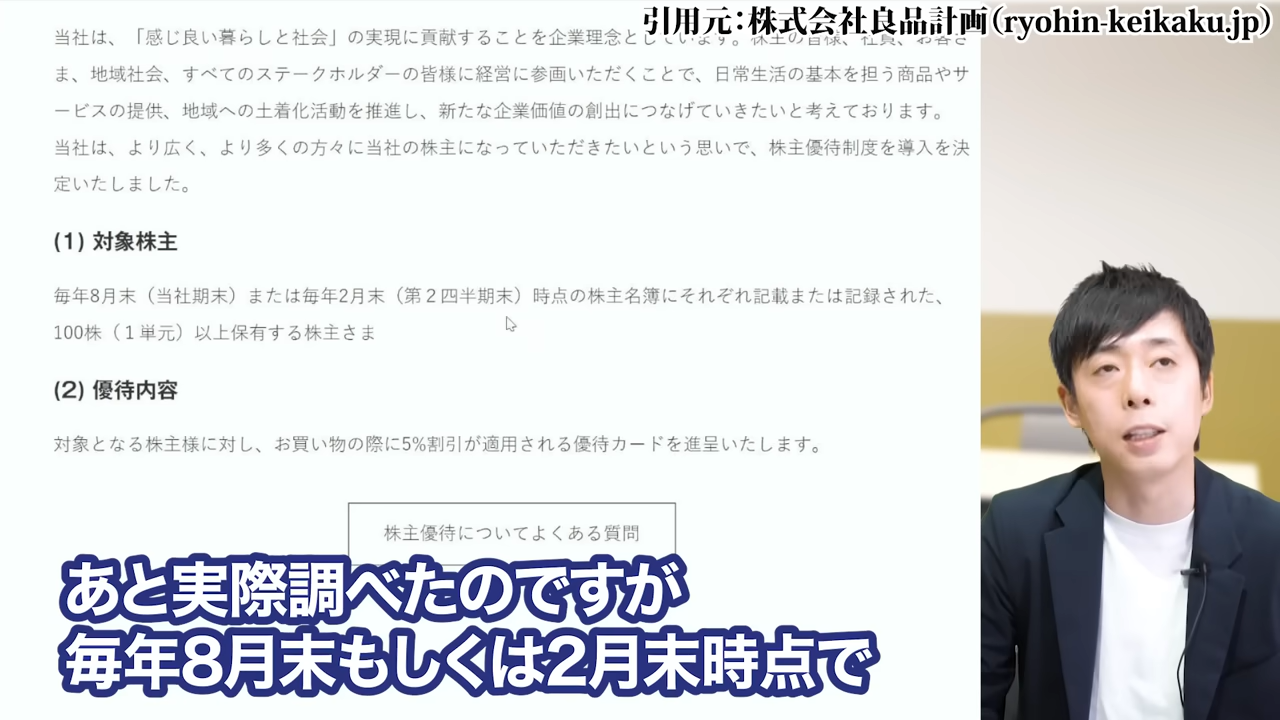 引用元：株式会社良品計画（ryohin-keikaku.jp）
当社は、「感じ良い暮らしと社会」の実現に貢献することを企業理念としています。株主の皆様、社員、お客さ
ま、地域社会、すべてのステークホルダーの皆様に経営に参画いただくことで、日常生活の基本を担う商品やサ
ービスの提供、地域への土着化活動を推進し、新たな企業価値の創出につなげていきたいと考えております。
当社は、より広く、より多くの方々に当社の株主になっていただきたいという思いで、株主優待制度を導入を決
定いたしました。
(1) 対象株主
毎年8月末（当社期末）または毎年2月末（第２四半期末）時点の株主名簿にそれぞれ記載または記録された、
100株（１単元）以上保有する株主さま
(2) 優待内容
対象となる株主様に対し、お買い物の際に5%割引が適用される優待カードを進呈いたします。
株主優待についてよくある質問
あと実際調べたのですが
毎年8月末もしくは2月末時点で